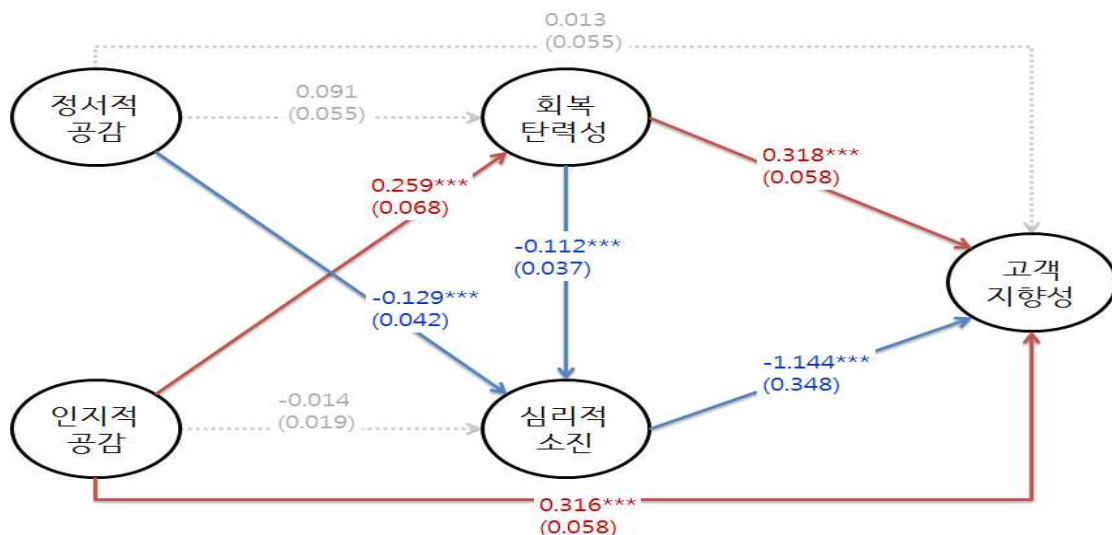 0.013
(0.055)
정서적
공감
0.091
(0.055)
회복
탄력성
0.318***
(0.058)
0.259***
(0.068)
-0.112***
(0.037)
고객
지향성
-0.129***
(0.042)
-1.144***
(0.348)
인지적
공감
-0.014
(0.019)
심리적
소진
0.316***
(0.058)